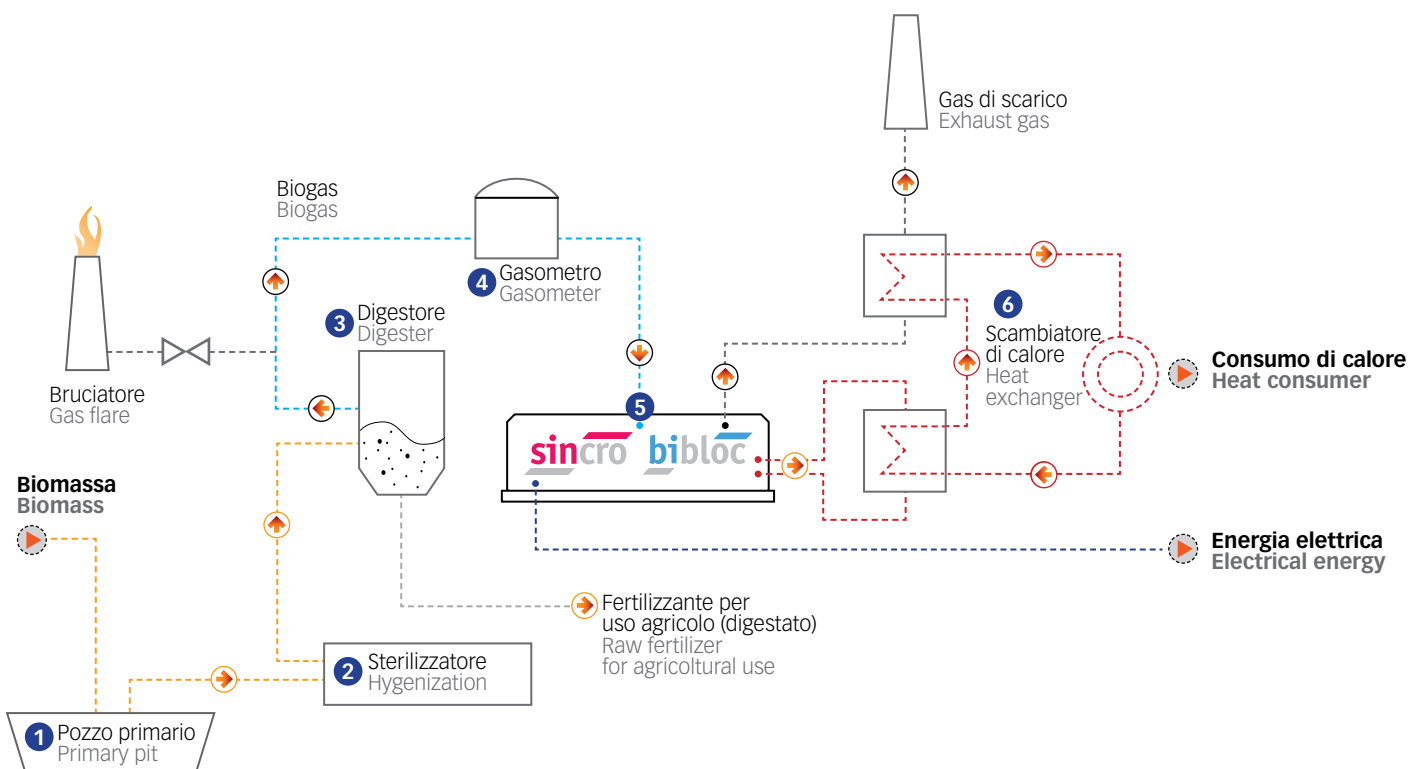 Gas di scarico
Exhaust gas
Biogas
Biogas
4
Gasometro
Gasometer
3
Digestore
Digester
6
Scambiatore
di calore
Heat
exchanger
Consumo di calore
Heat consumer
Bruciatore
Gas flare
5
sincro bibloc
Biomassa
Biomass
Energia elettrica
Electrical energy
Fertilizzante per
uso agricolo (digestato)
Raw fertilizer
for agricoltural use
2
Sterilizzatore
Hygenization
1
Pozzo primario
Primary pit